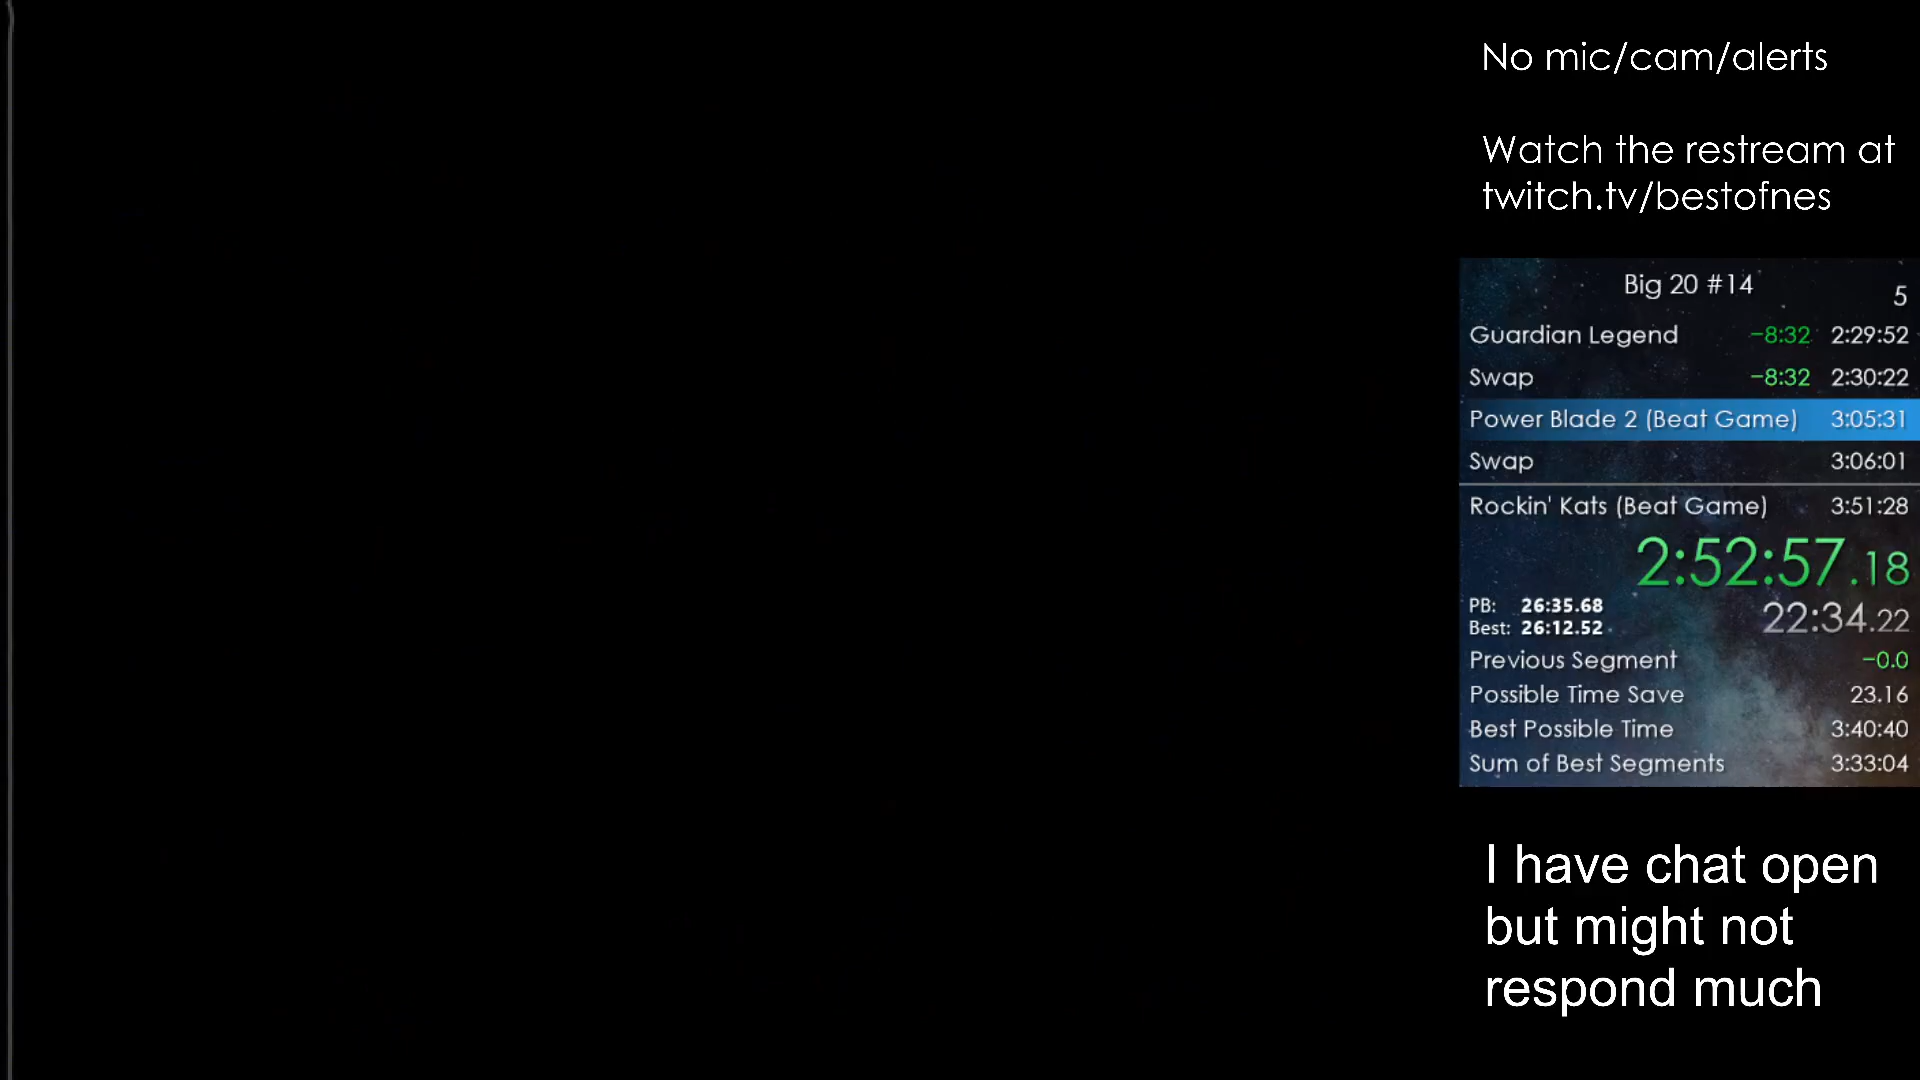 No mic/cam/alerts
Watch the restream at
twitch.tv/bestofnes
Big 20 #14
5
Guardian Legend -8:32 2:29:52
Swap -8:32 2:30:22
Power Blade 2 (Beat Game) 3:05:31
Swap 3:06:01
Rockin' Kats (Beat Game) 3:51:28
2:52:57.18
PB: 26:35.68
22:34.22
Best: 26:12.52
Previous Segment -0.0
Possible Time Save 23.16
Best Possible Time 3:40:40
Sum of Best Segments 3:33:04
I have chat open
but might not
respond much